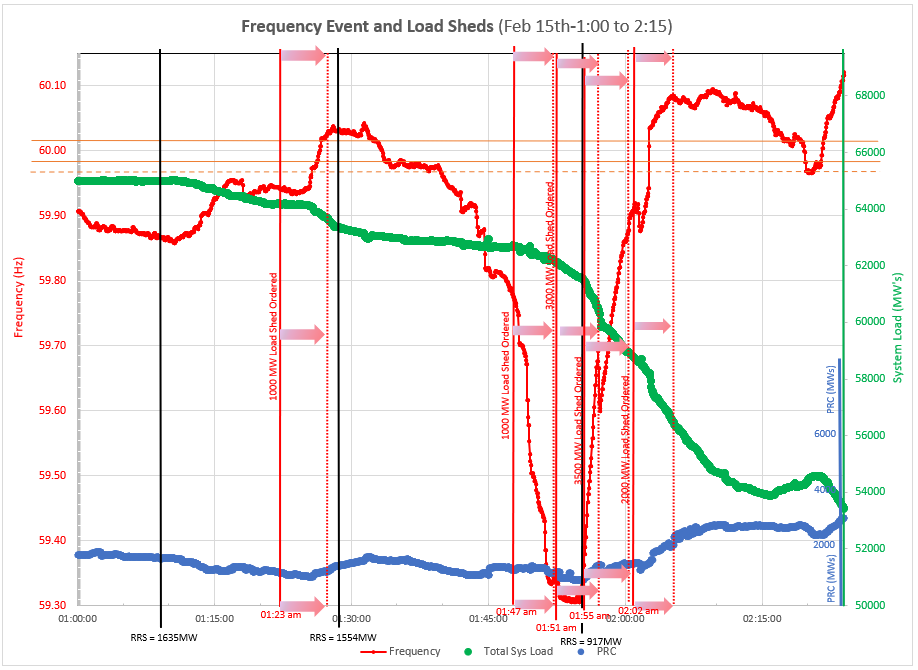 Frequency Event and Load Sheds (Feb 15th-1:00 to 2:15)
60.10
60.00
59.90
59.80
59.70
59.60
59.50
59.40
59.30
Frequency (Hz)
68000
66000
64000
62000
60000
58000
56000
54000
52000
50000
System Load (MW's)
PRC (MWs)
6000
4000
2000
PRC (MWs)
1000 MW Load Shed Ordered
1000 MW Load Shed Ordered
3000 MW Load Shed Ordered
3500 MW Load Shed Ordered
2000 MW Load Shed Ordered
01:00:00
01:15:00
01:23 am
01:30:00
01:45:00
01:47 am
01:51 am
01:55 am
02:00:00
02:02 am
02:15:00
RRS = 1635MW
RRS = 1554MW
RRS = 917MW
Frequency
Total Sys Load
PRC